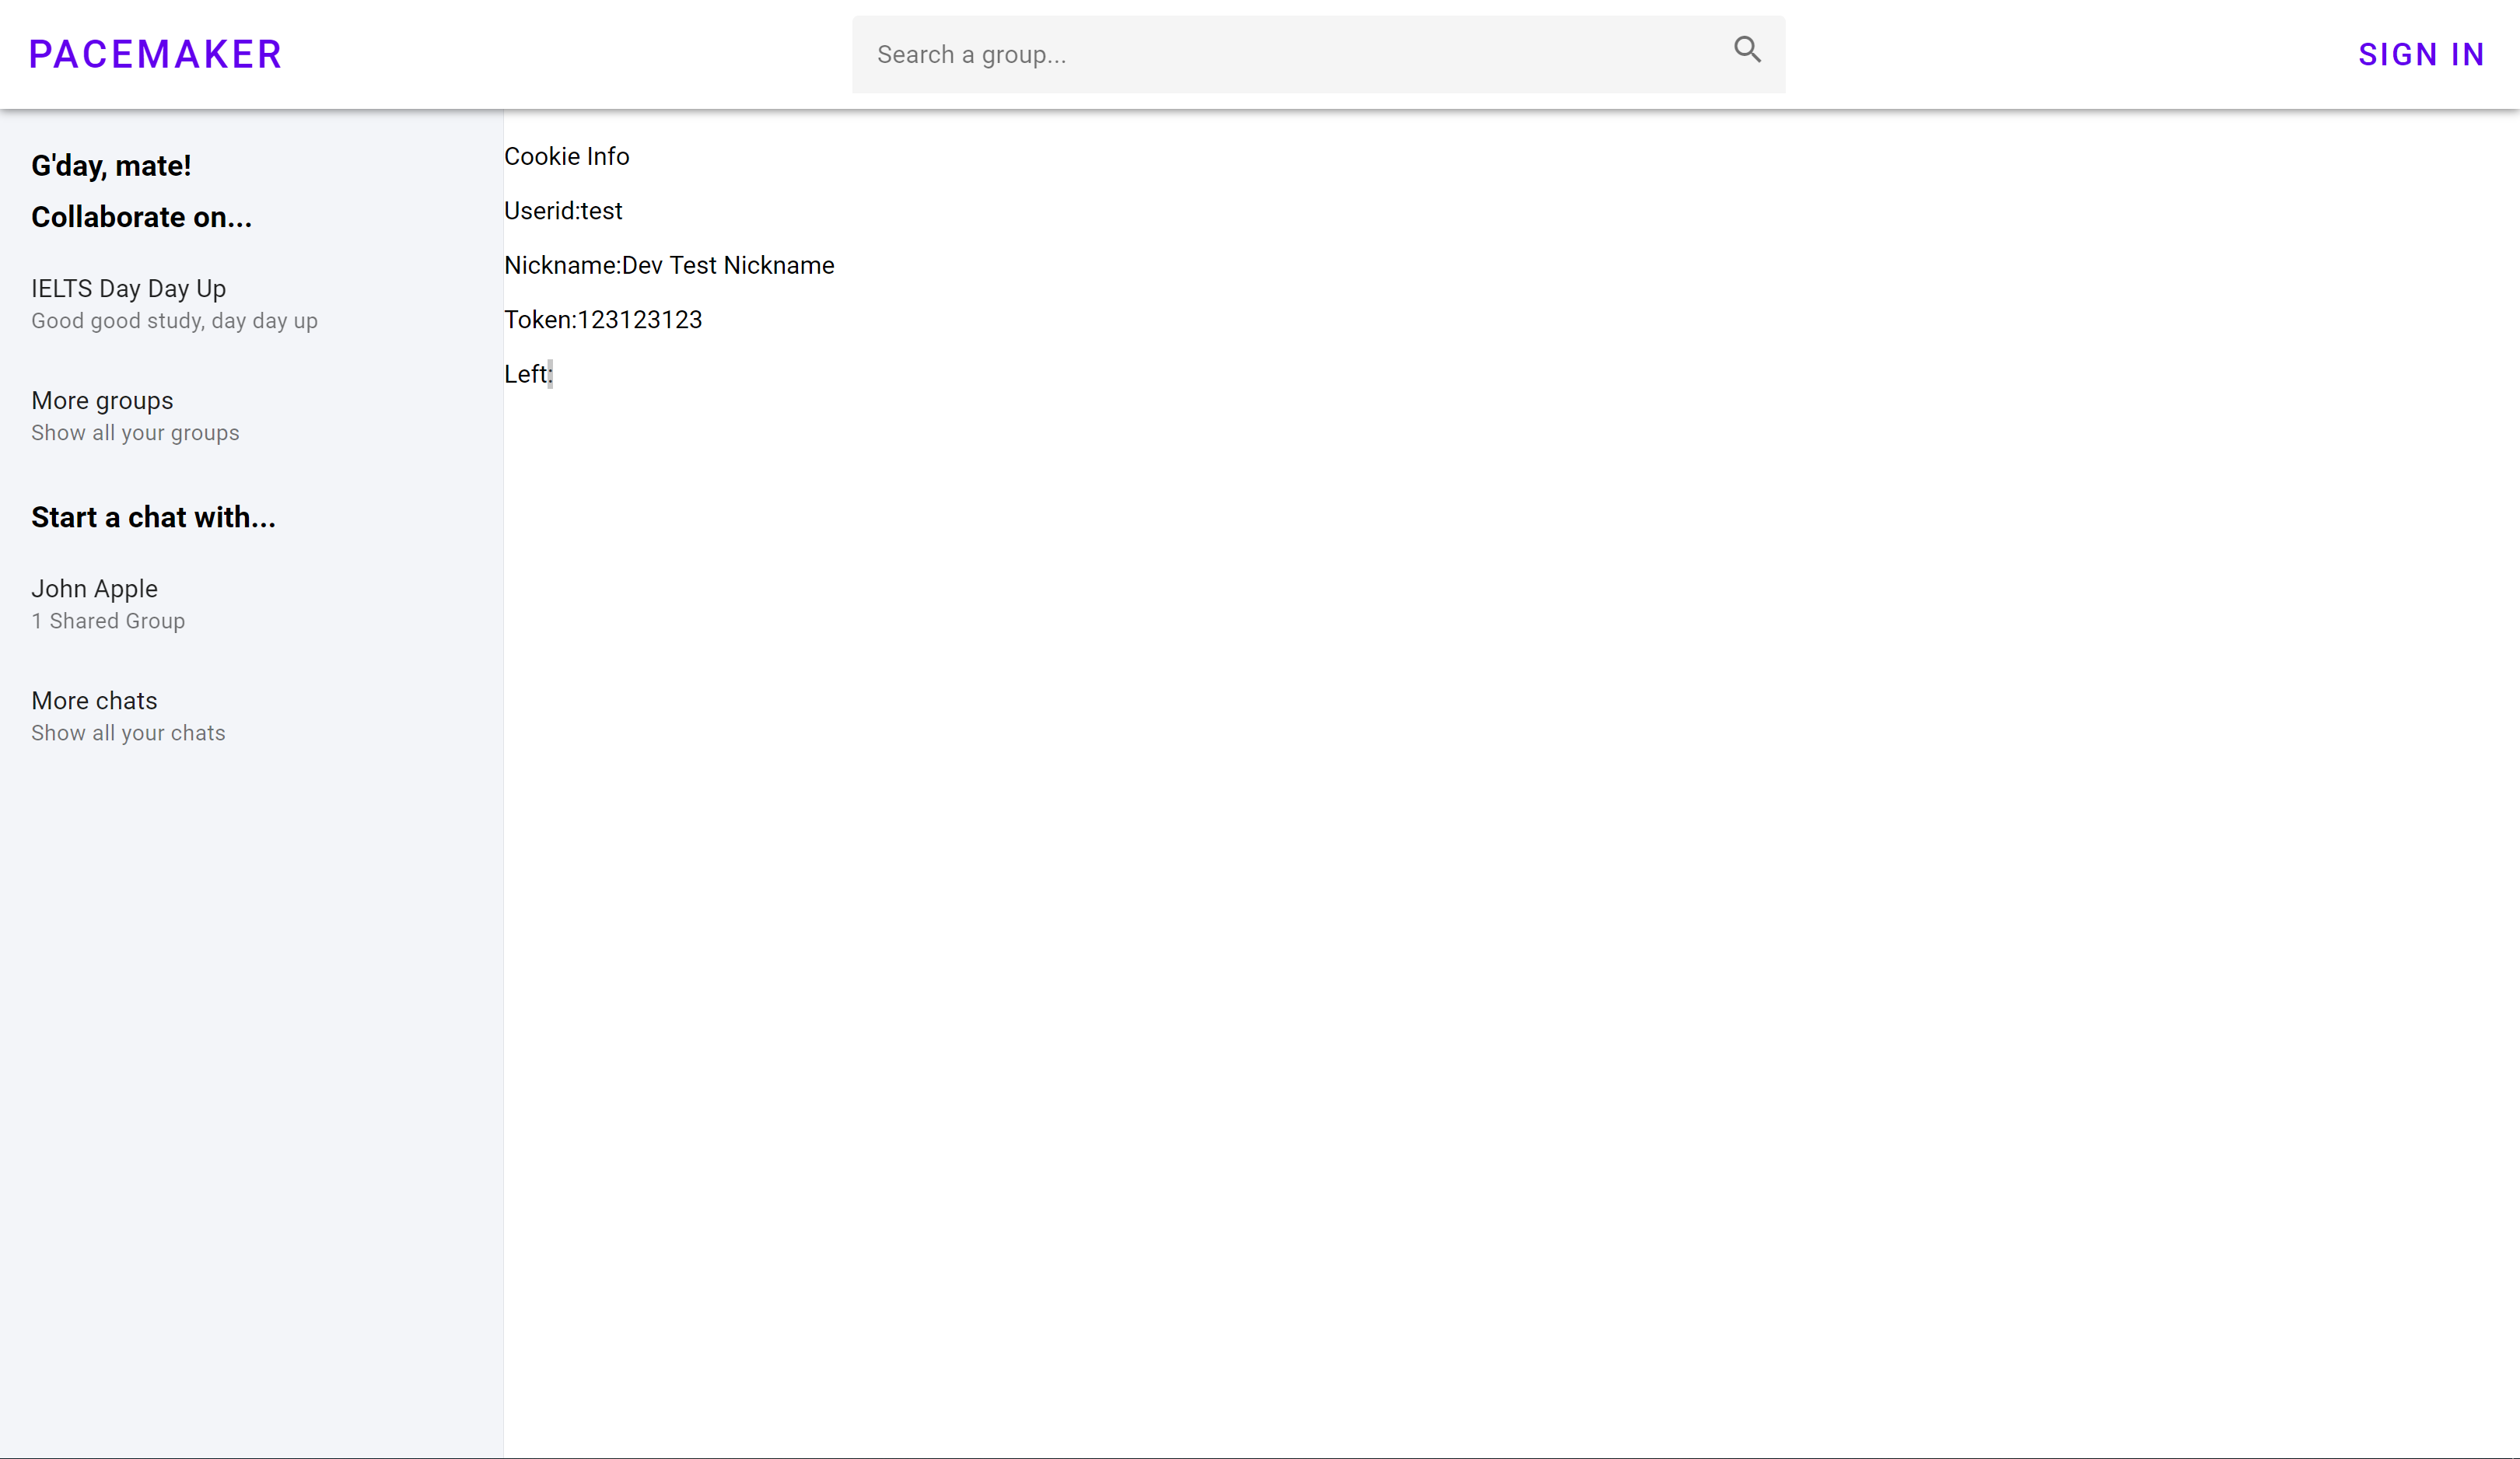 PACEMAKER
Search a group...
SIGN IN
G'day, mate!
Collaborate on...
IELTS Day Day Up
Good good study, day day up
More groups
Show all your groups
Start a chat with...
John Apple
1 Shared Group
More chats
Show all your chats
Cookie Info
Userid:test
Nickname:Dev Test Nickname
Token:123123123
Left: